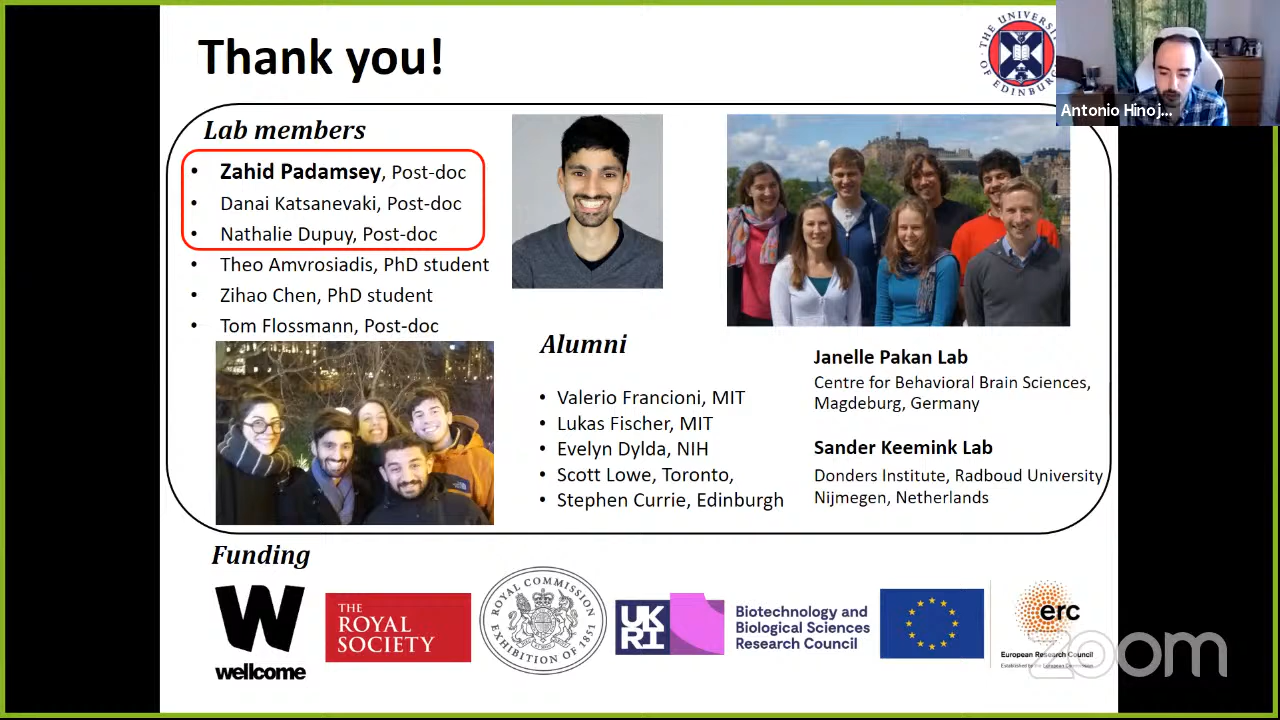 Thank you!
THE UNIVERSITY OF EDINBURGH
Antonio Hinoj...
Lab members
• Zahid Padamsey, Post-doc
• Danai Katsanevaki, Post-doc
• Nathalie Dupuy, Post-doc
• Theo Amvrosiadis, PhD student
• Zihao Chen, PhD student
• Tom Flossmann, Post-doc
Alumni
• Valerio Francioni, MIT
• Lukas Fischer, MIT
• Evelyn Dylda, NIH
• Scott Lowe, Toronto,
• Stephen Currie, Edinburgh
Janelle Pakan Lab
Centre for Behavioral Brain Sciences,
Magdeburg, Germany
Sander Keemink Lab
Donders Institute, Radboud University
Nijmegen, Netherlands
Funding
W
wellcome
THE
ROYAL
SOCIETY
ROYAL COMMISSION
EXHIBITION OF 1851
UK
RI
Biotechnology and
Biological Sciences
Research Council
erc
European Research Council
Established by the European Commission
zoom